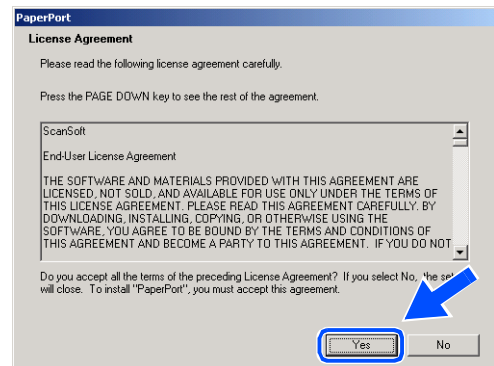 PaperPort
License Agreement
Please read the following license agreement carefully.
Press the PAGE DOWN key to see the rest of the agreement.
ScanSoft
End-User License Agreement
THE SOFTWARE AND MATERIALS PROVIDED WITH THIS AGREEMENT ARE
LICENSED, NOT SOLD, AND AVAILABLE FOR USE ONLY UNDER THE TERMS OF
THIS LICENSE AGREEMENT. PLEASE READ THIS AGREEMENT CAREFULLY. BY
DOWNLOADING, INSTALLING, COPYING, OR OTHERWISE USING THE
SOFTWARE, YOU AGREE TO BE BOUND BY THE TERMS AND CONDITIONS OF
THIS AGREEMENT AND BECOME A PARTY TO THIS AGREEMENT. IF YOU DO NOT
Do you accept all the terms of the preceding License Agreement? If you select No, the
will close. To install "PaperPort", you must accept this agreement.
Yes
No